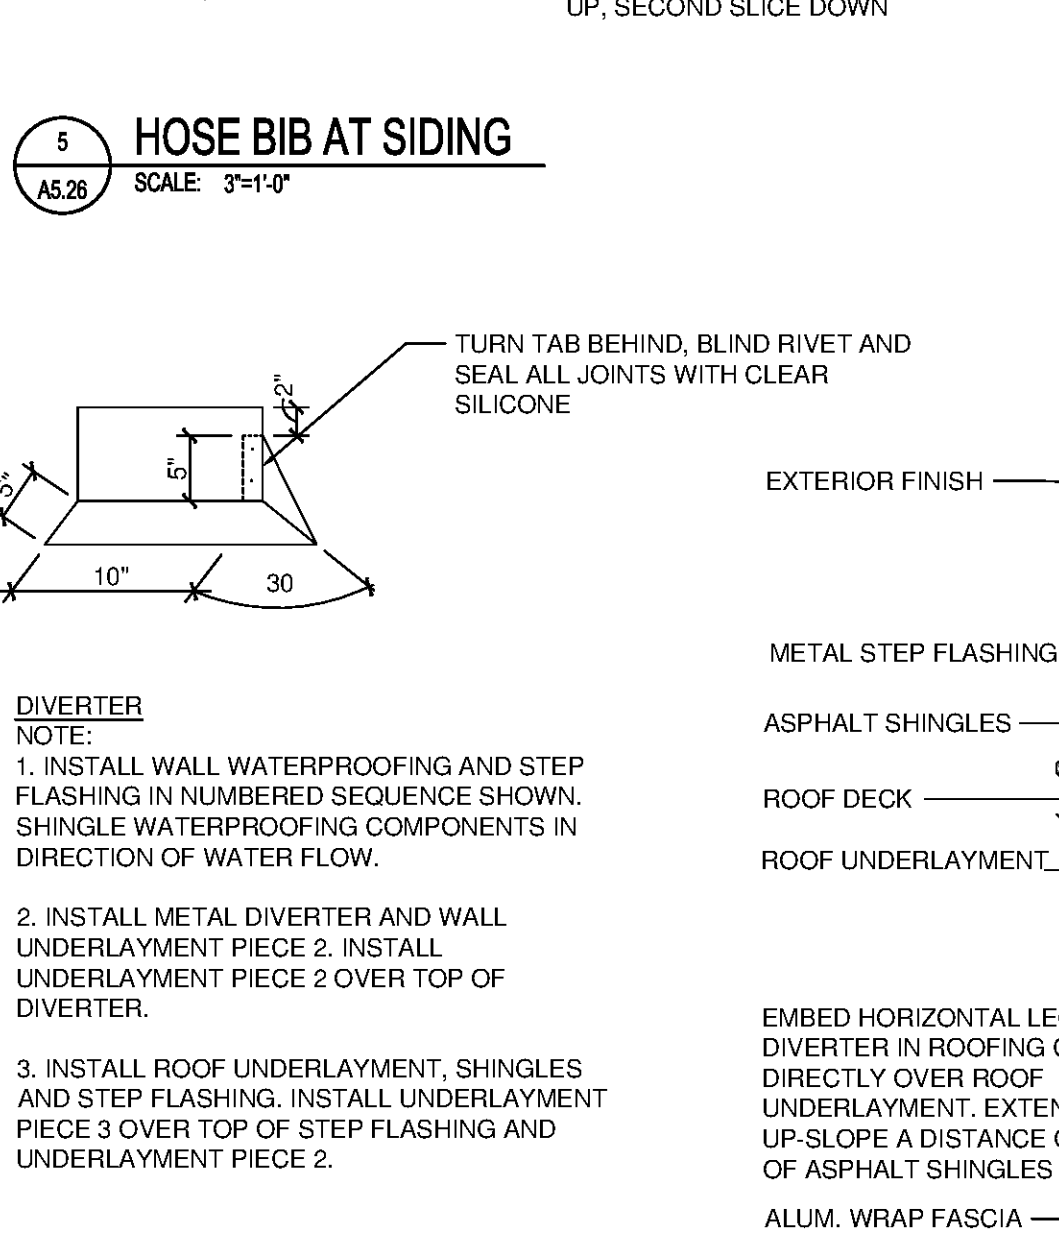 UP, SECOND SLICE DOWN
5
HOSE BIB AT SIDING
A5.26
SCALE: 3"=1'-0"
TURN TAB BEHIND, BLIND RIVET AND
SEAL ALL JOINTS WITH CLEAR
SILICONE
2"
5"
5"
10"
30
EXTERIOR FINISH
METAL STEP FLASHING
ASPHALT SHINGLES
ROOF DECK
ROOF UNDERLAYMENT
DIVERTER
NOTE:
1. INSTALL WALL WATERPROOFING AND STEP
FLASHING IN NUMBERED SEQUENCE SHOWN.
SHINGLE WATERPROOFING COMPONENTS IN
DIRECTION OF WATER FLOW.
2. INSTALL METAL DIVERTER AND WALL
UNDERLAYMENT PIECE 2. INSTALL
UNDERLAYMENT PIECE 2 OVER TOP OF
DIVERTER.
3. INSTALL ROOF UNDERLAYMENT, SHINGLES
AND STEP FLASHING. INSTALL UNDERLAYMENT
PIECE 3 OVER TOP OF STEP FLASHING AND
UNDERLAYMENT PIECE 2.
EMBED HORIZONTAL
DIVERTER IN ROOFING
DIRECTLY OVER ROOF
UNDERLAYMENT.
UP-SLOPE A DISTANCE
OF ASPHALT SHINGLES
ALUM. WRAP FASCIA